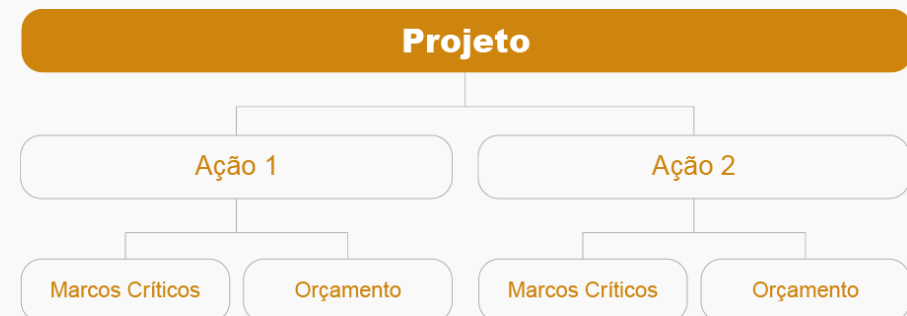 Projeto
Ação 1
Ação 2
Marcos Críticos
Orçamento
Marcos Críticos
Orçamento